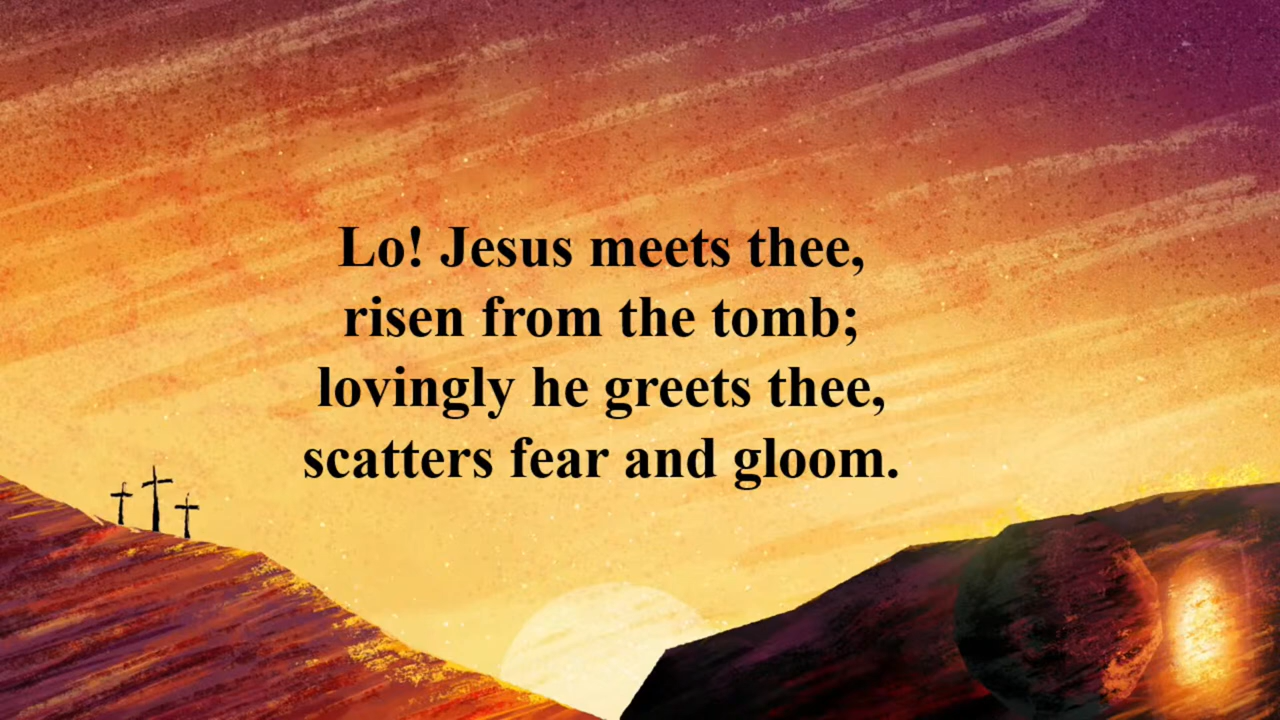 Lo! Jesus meets thee,
risen from the tomb;
lovingly he greets thee,
scatters fear and gloom.